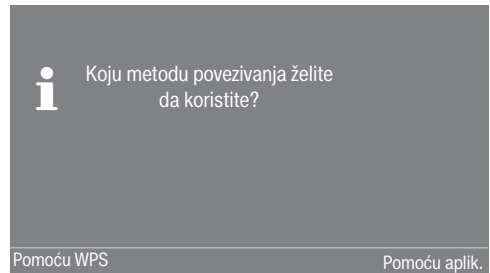 Koju metodu povezivanja želite
da koristite?
Pomoću WPS
Pomoću aplik.